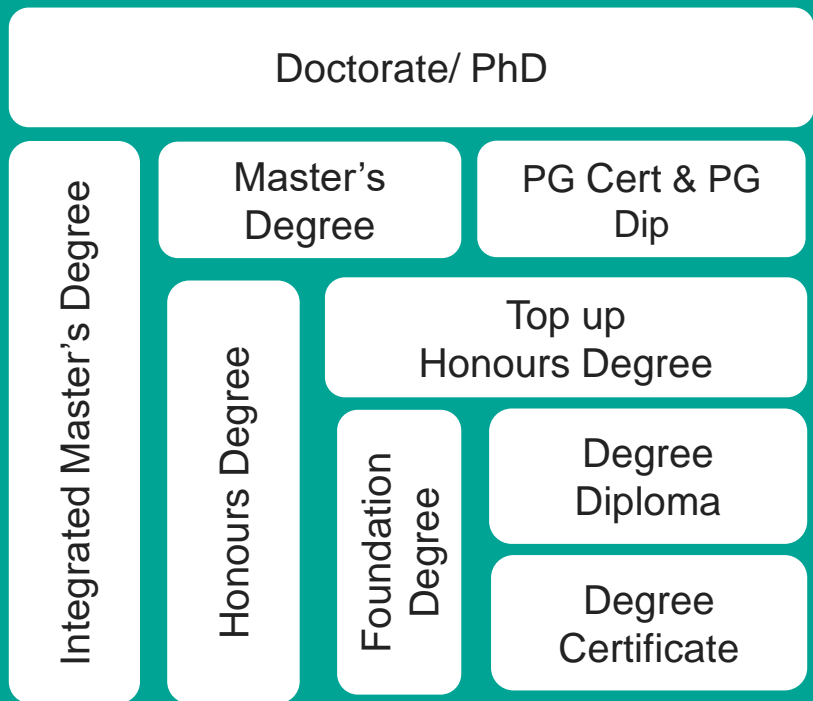 Doctorate/ PhD
Integrated Master's Degree
Master's
Degree
PG Cert & PG
Dip
Honours Degree
Top up
Honours Degree
Foundation
Degree
Degree
Diploma
Degree
Certificate